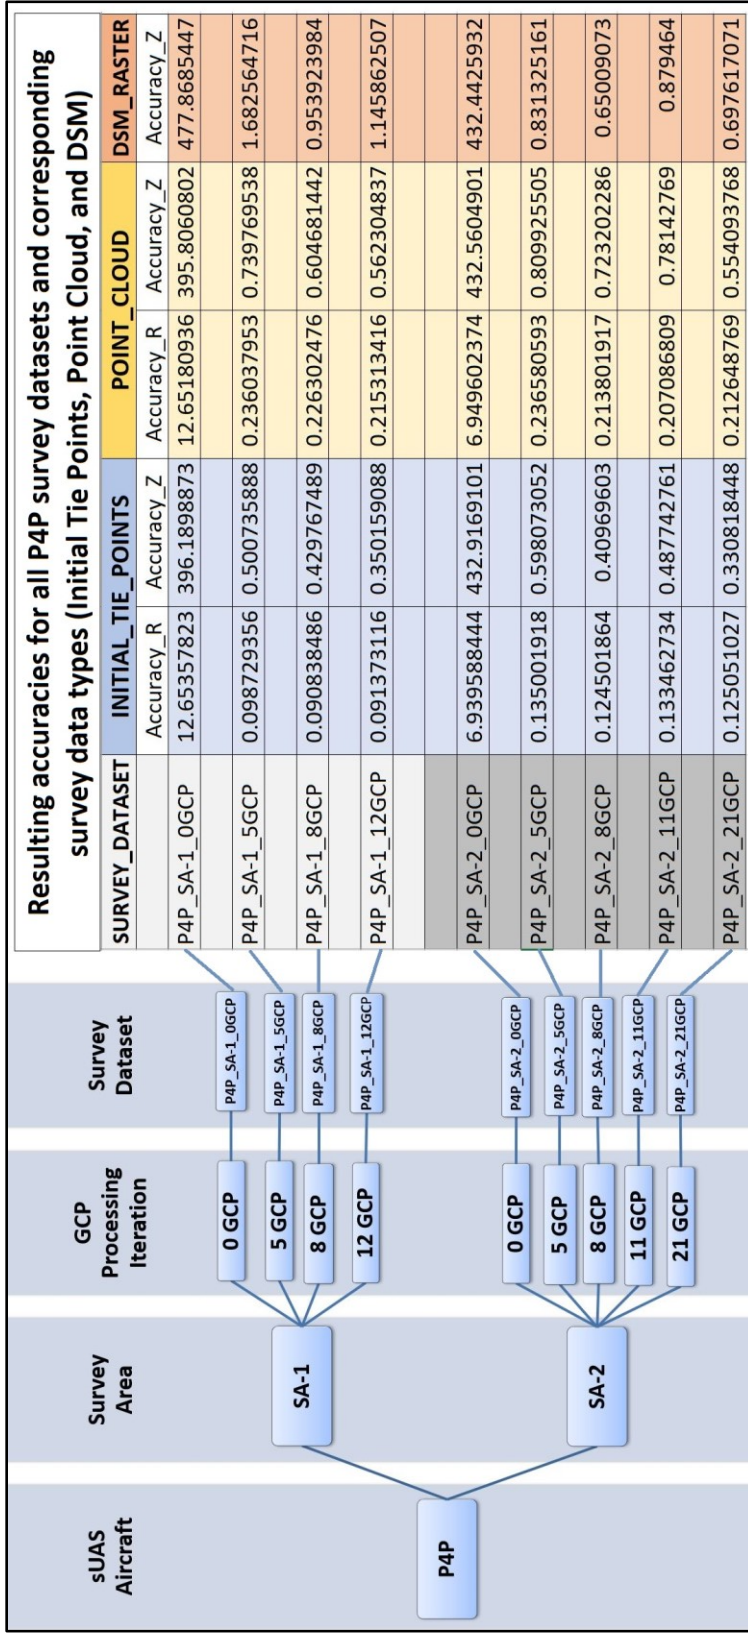 Resulting accuracies for all P4P survey datasets and corresponding
survey data types (Initial Tie Points, Point Cloud, and DSM)
sUAS
Aircraft
Survey
Area
GCP
Processing
Iteration
Survey
Dataset
P4P
SA-1
SA-2
0 GCP
5 GCP
8 GCP
12 GCP
0 GCP
5 GCP
8 GCP
11 GCP
21 GCP
P4P_SA-1_0GCP
P4P_SA-1_5GCP
P4P_SA-1_8GCP
P4P_SA-1_12GCP
P4P_SA-2_0GCP
P4P_SA-2_5GCP
P4P_SA-2_8GCP
P4P_SA-2_11GCP
P4P_SA-2_21GCP
SURVEY_DATASET INITIAL_TIE_POINTS POINT_CLOUD DSM_RASTER
Accuracy_R Accuracy_Z Accuracy_R Accuracy_Z Accuracy_Z
P4P_SA-1_0GCP 12.65357823 396.1898873 12.65180936 395.8060802 477.8685447
P4P_SA-1_5GCP 0.098729356 0.500735888 0.236037953 0.739769538 1.682564716
P4P_SA-1_8GCP 0.090838486 0.429767489 0.226302476 0.604681442 0.953923984
P4P_SA-1_12GCP 0.091373116 0.350159088 0.215313416 0.562304837 1.145862507
P4P_SA-2_0GCP 6.939588444 432.9169101 6.949602374 432.5604901 432.4425932
P4P_SA-2_5GCP 0.135001918 0.598073052 0.236580593 0.809925505 0.831325161
P4P_SA-2_8GCP 0.124501864 0.40969603 0.213801917 0.723202286 0.65009073
P4P_SA-2_11GCP 0.133462734 0.487742761 0.207086809 0.78142769 0.879464
P4P_SA-2_21GCP 0.125051027 0.330818448 0.212648769 0.554093768 0.697617071